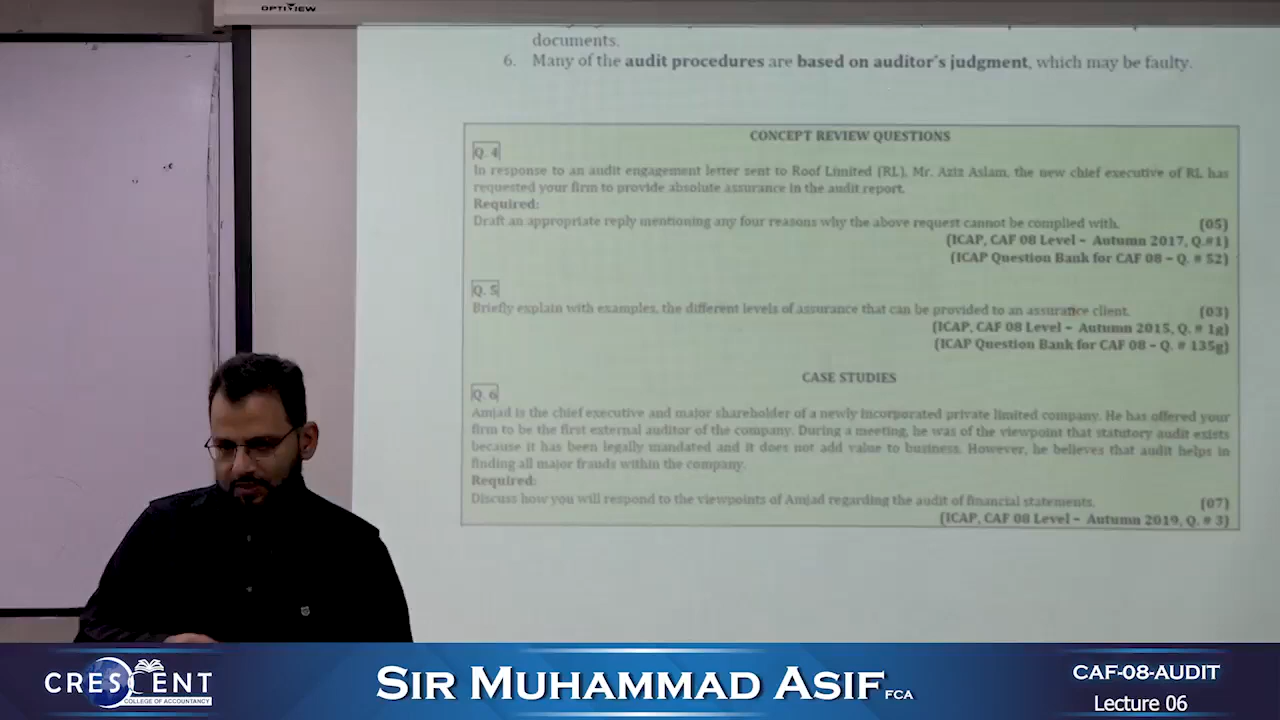 OPTIVIEW
documents.
6. Many of the audit procedures are based on auditor's judgment, which may be faulty.
CONCEPT REVIEW QUESTIONS
Q. 4
In response to an audit engagement letter sent to Roof Limited (RL), Mr. Aziz Aslam, the new chief executive of RL has
requested your firm to provide absolute assurance in the audit report.
Required:
Draft an appropriate reply mentioning any four reasons why the above request cannot be complied with. (05)
(ICAP, CAF 08 Level – Autumn 2017, Q.#1)
(ICAP Question Bank for CAF 08 – Q. # 52)
Q. 5
Briefly explain with examples, the different levels of assurance that can be provided to an assurance client. (03)
(ICAP, CAF 08 Level – Autumn 2015, Q. # 1g)
(ICAP Question Bank for CAF 08 – Q. # 135g)
CASE STUDIES
Q. 6
Amjad is the chief executive and major shareholder of a newly incorporated private limited company. He has offered your
firm to be the first external auditor of the company. During a meeting, he was of the viewpoint that statutory audit exists
because it has been legally mandated and it does not add value to business. However, he believes that audit helps in
finding all major frauds within the company.
Required:
Discuss how you will respond to the viewpoints of Amjad regarding the audit of financial statements. (07)
(ICAP, CAF 08 Level – Autumn 2019, Q. # 3)
CRESCENT
COLLEGE OF ACCOUNTANCY
SIR MUHAMMAD ASIF FCA
CAF-08-AUDIT
Lecture 06